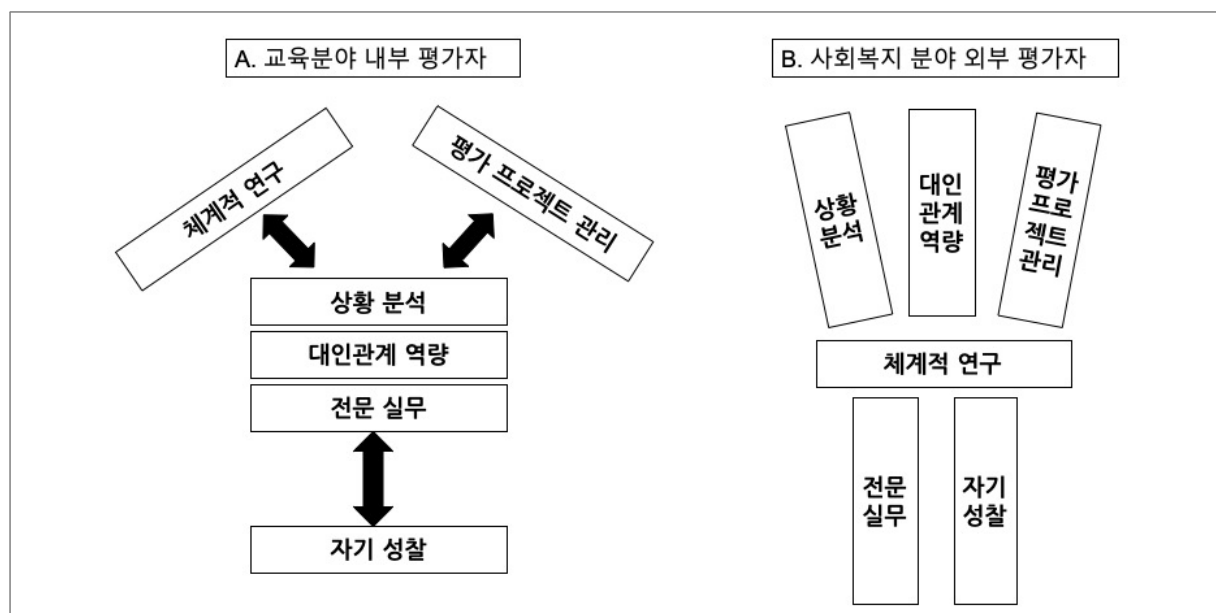 A. 교육분야 내부 평가자
체계적 연구
평가 프로젝트 관리
상황 분석
대인관계 역량
전문 실무
자기 성찰
B. 사회복지 분야 외부 평가자
상황
분석
대인
관계
역량
평가
프로
젝트
관리
체계적 연구
전문
실무
자기
성찰